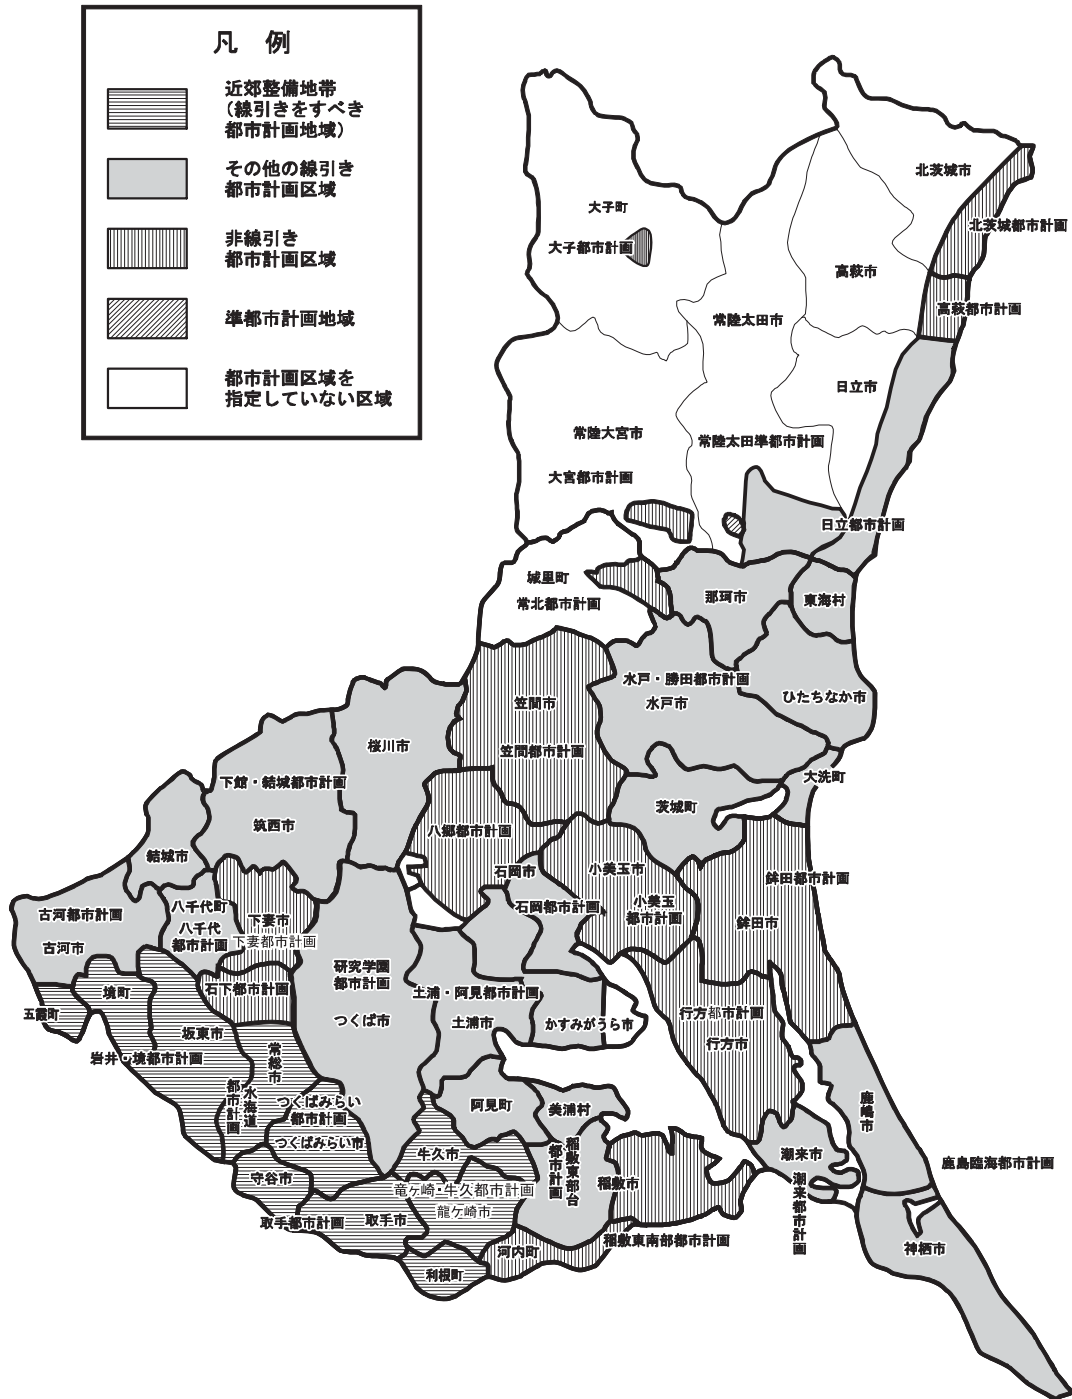 凡 例
近郊整備地帯
(線引きをすべき
都市計画地域)
その他の線引き
都市計画区域
非線引き
都市計画区域
準都市計画地域
都市計画区域を
指定していない区域
北茨城市
大子町
北茨城都市計画
大子都市計画
高萩市
高萩都市計画
常陸太田市
日立市
常陸大宮市
常陸太田準都市計画
大宮都市計画
日立都市計画
城里町
常北都市計画
那珂市
東海村
水戸・勝田都市計画
水戸市
ひたちなか市
笠間市
笠間都市計画
桜川市
大洗町
下館・結城都市計画
茨城町
筑西市
八郷都市計画
結城市
石岡市
小美玉市
鉾田都市計画
古河都市計画
八千代町
石岡都市計画
小美玉
都市計画
古河市
八千代
都市計画
下妻市
下妻都市計画
鉾田市
研究学園
都市計画
石下都市計画
境町
土浦・阿見都市計画
五霞町
つくば市
土浦市
かすみがうら市
行方都市計画
行方市
坂東市
岩井・境都市計画
常総市
水海道
都市計画
つくばみらい
都市計画
つくばみらい市
阿見町
美浦村
鹿嶋市
牛久市
稲敷東部台
都市計画
潮来市
鹿島臨海都市計画
守谷市
竜ヶ崎・牛久都市計画
稲敷市
潮来都市計画
龍ケ崎市
取手都市計画
取手市
河内町
稲敷東南部都市計画
神栖市
利根町